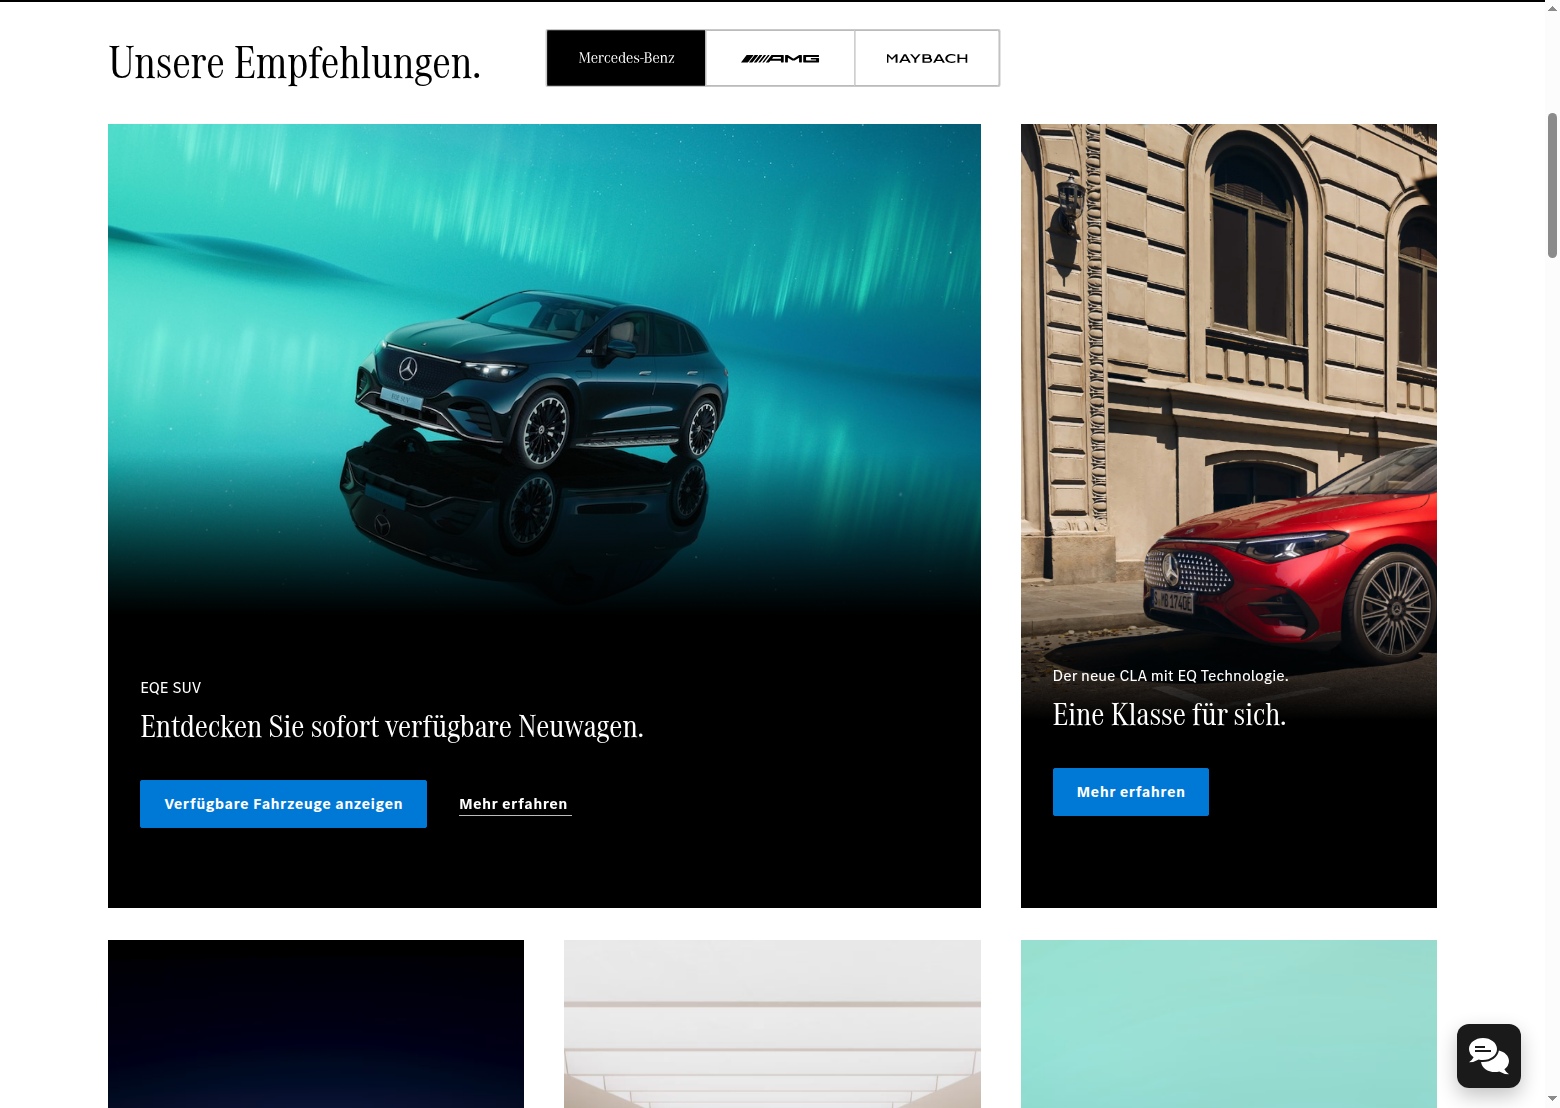 Unsere Empfehlungen.
Mercedes-Benz
AMG
MAYBACH
EQE SUV
Entdecken Sie sofort verfügbare Neuwagen.
Verfügbare Fahrzeuge anzeigen
Mehr erfahren
Der neue CLA mit EQ Technologie.
Eine Klasse für sich.
Mehr erfahren